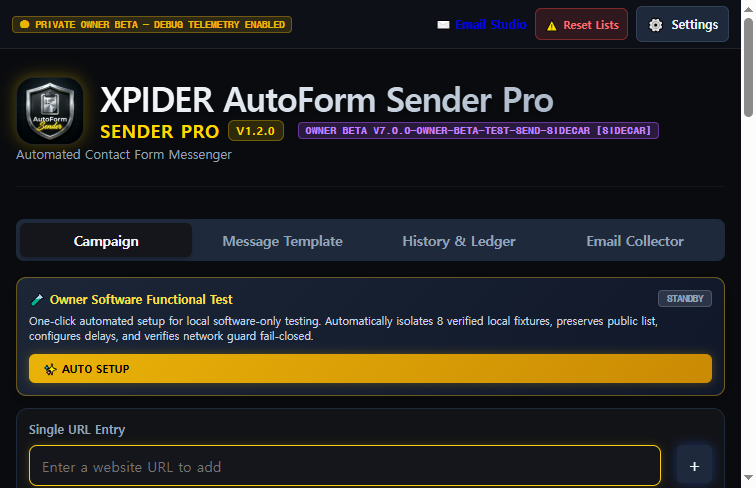 PRIVATE OWNER BETA — DEBUG TELEMETRY ENABLED
Email Studio
Reset Lists
Settings
AutoForm
Sender
XPIDER AutoForm Sender Pro
SENDER PRO
V1.2.0
OWNER BETA V7.0.0-OWNER-BETA-TEST-SEND-SIDECAR [SIDECAR]
Automated Contact Form Messenger
Campaign
Message Template
History & Ledger
Email Collector
Owner Software Functional Test
STANDBY
One-click automated setup for local software-only testing. Automatically isolates 8 verified local fixtures, preserves public list,
configures delays, and verifies network guard fail-closed.
AUTO SETUP
Single URL Entry
Enter a website URL to add
+